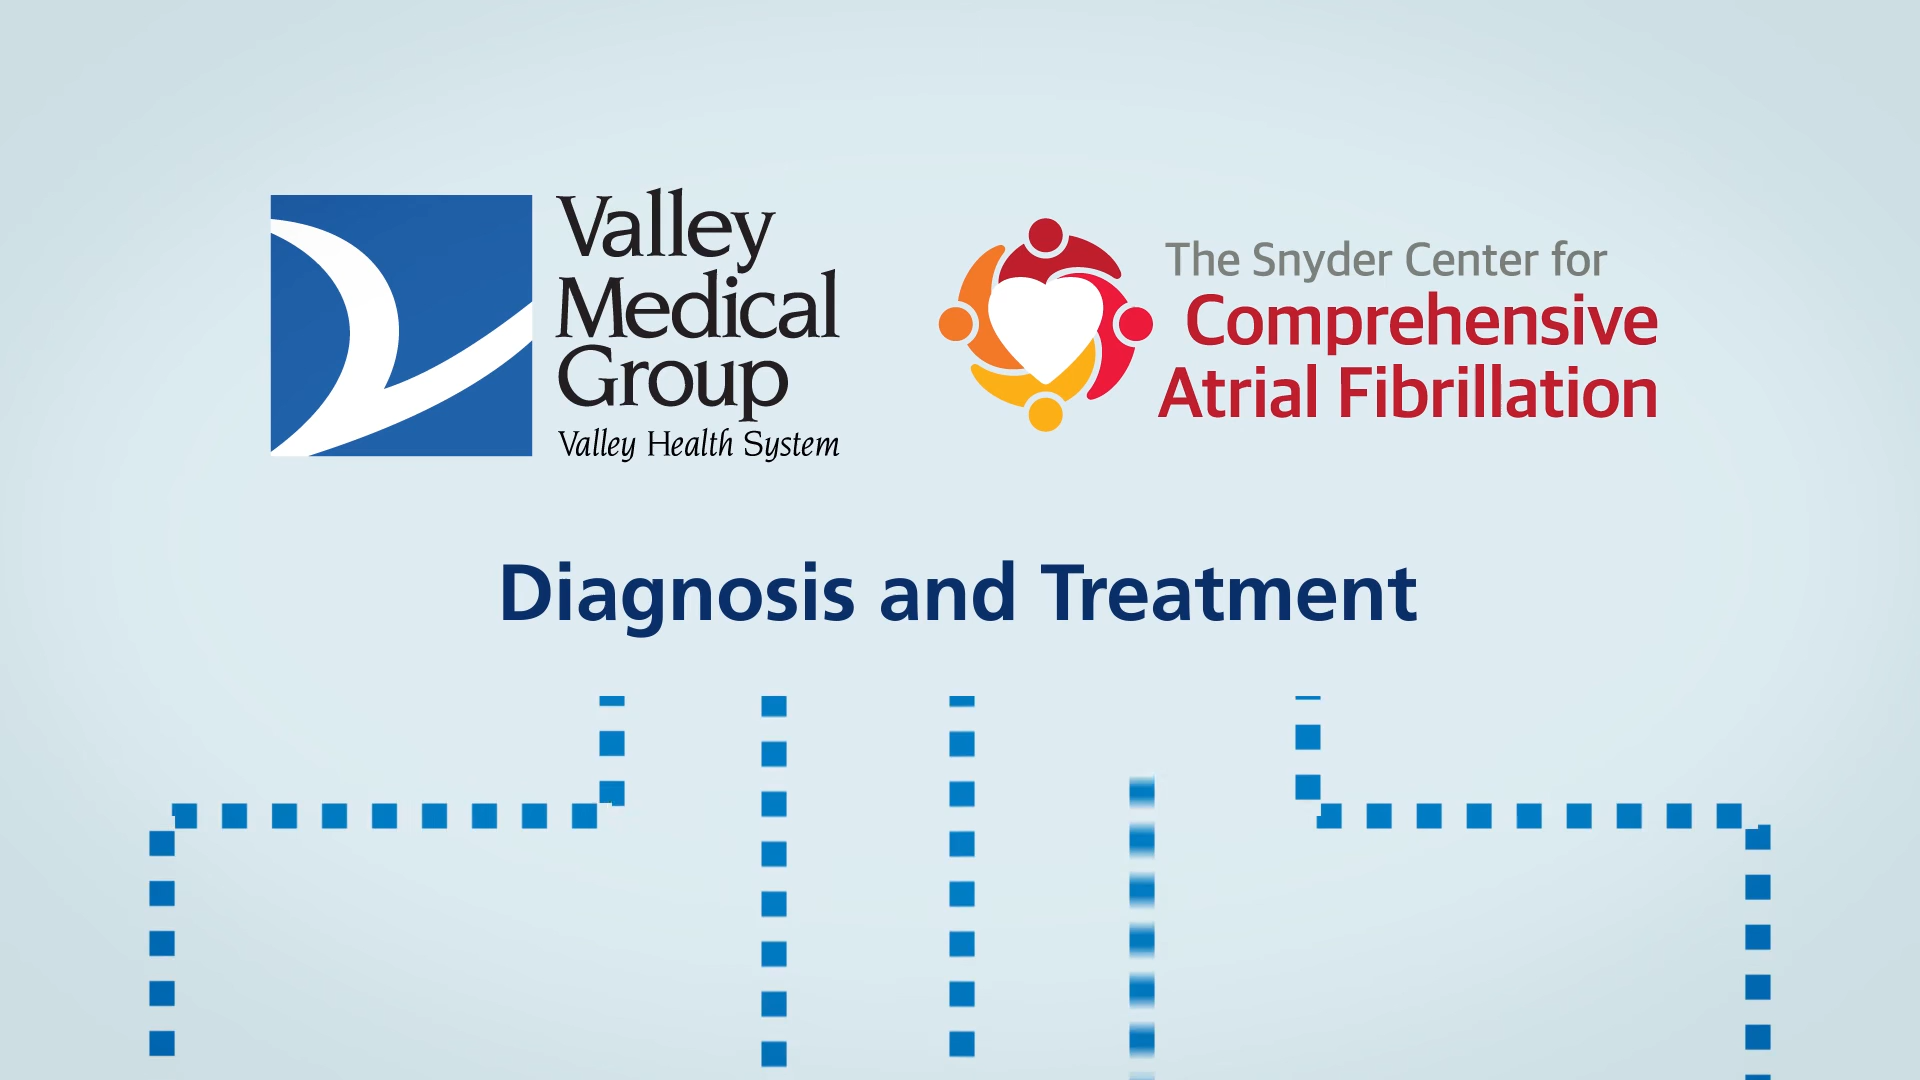 Valley
Medical
Group
Valley Health System
The Snyder Center for
Comprehensive
Atrial Fibrillation
Diagnosis and Treatment